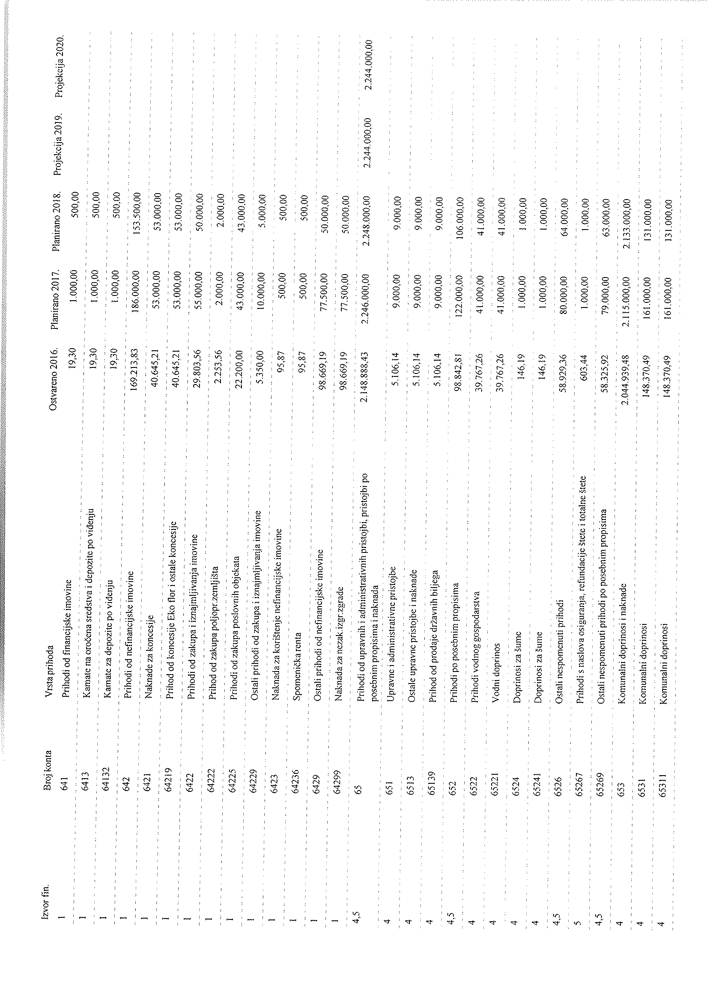 Izvor fin. Broj konta Vrsta prihoda Ostvareno 2016. Planirano 2017. Planirano 2018. Projekcija 2019. Projekcija 2020.
1 641 Prihodi od financijske imovine 19,30 1.000,00 500,00
1 6413 Kamate na oročena sredstva i depozite po viđenju 19,30 1.000,00 500,00
1 64132 Kamate za depozite po viđenju 19,30 1.000,00 500,00
1 642 Prihodi od nefinancijske imovine 169.213,83 186.000,00 153.500,00
1 6421 Naknade za koncesije 40.645,21 53.000,00 53.000,00
1 64219 Prihod od koncesije Eko flor i ostale koncesije 40.645,21 53.000,00 53.000,00
1 6422 Prihodi od zakupa i iznajmljivanja imovine 29.803,56 55.000,00 50.000,00
1 64222 Prihod od zakupa poljopr.zemljišta 2.253,56 2.000,00 2.000,00
1 64225 Prihodi od zakupa poslovnih objekata 22.200,00 43.000,00 43.000,00
1 64229 Ostali prihodi od zakupa i iznajmljivanja imovine 5.350,00 10.000,00 5.000,00
1 6423 Naknada za korištenje nefinancijske imovine 95,87 500,00 500,00
1 64236 Spomenička renta 95,87 500,00 500,00
1 6429 Ostali prihodi od nefinancijske imovine 98.669,19 77.500,00 50.000,00
1 64299 Naknada za nezak.izgr.zgrade 98.669,19 77.500,00 50.000,00
4,5 65 Prihodi od upravnih i administrativnih pristojbi, pristojbi po 2.148.888,43 2.246.000,00 2.248.000,00 2.244.000,00 2.244.000,00
posebnim propisima i naknada
4 651 Upravne i administrativne pristojbe 5.106,14 9.000,00 9.000,00
4 6513 Ostale upravne pristojbe i naknade 5.106,14 9.000,00 9.000,00
4 65139 Prihod od prodaje državnih biljega 5.106,14 9.000,00 9.000,00
4,5 652 Prihodi po posebnim propisima 98.842,81 122.000,00 106.000,00
4 6522 Prihodi vodnog gospodarstva 39.767,26 41.000,00 41.000,00
4 65221 Vodni doprinos 39.767,26 41.000,00 41.000,00
4 6524 Doprinosi za šume 146,19 1.000,00 1.000,00
4 65241 Doprinosi za šume 146,19 1.000,00 1.000,00
4,5 6526 Ostali nespomenuti prihodi 58.929,36 80.000,00 64.000,00
5 65267 Prihodi s naslova osiguranja, refundacije štete i totalne štete 603,44 1.000,00 1.000,00
4,5 65269 Ostali nespomenuti prihodi po posebnim propisima 58.325,92 79.000,00 63.000,00
4 653 Komunalni doprinosi i naknade 2.044.939,48 2.115.000,00 2.133.000,00
4 6531 Komunalni doprinosi 148.370,49 161.000,00 131.000,00
4 65311 Komunalni doprinosi 148.370,49 161.000,00 131.000,00